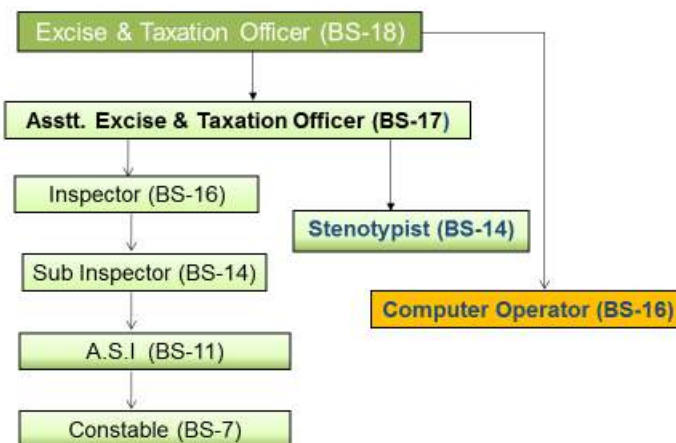 Excise & Taxation Officer (BS-18)
Asstt. Excise & Taxation Officer (BS-17)
Inspector (BS-16)
Stenotypist (BS-14)
Sub Inspector (BS-14)
Computer Operator (BS-16)
A.S.I (BS-11)
Constable (BS-7)